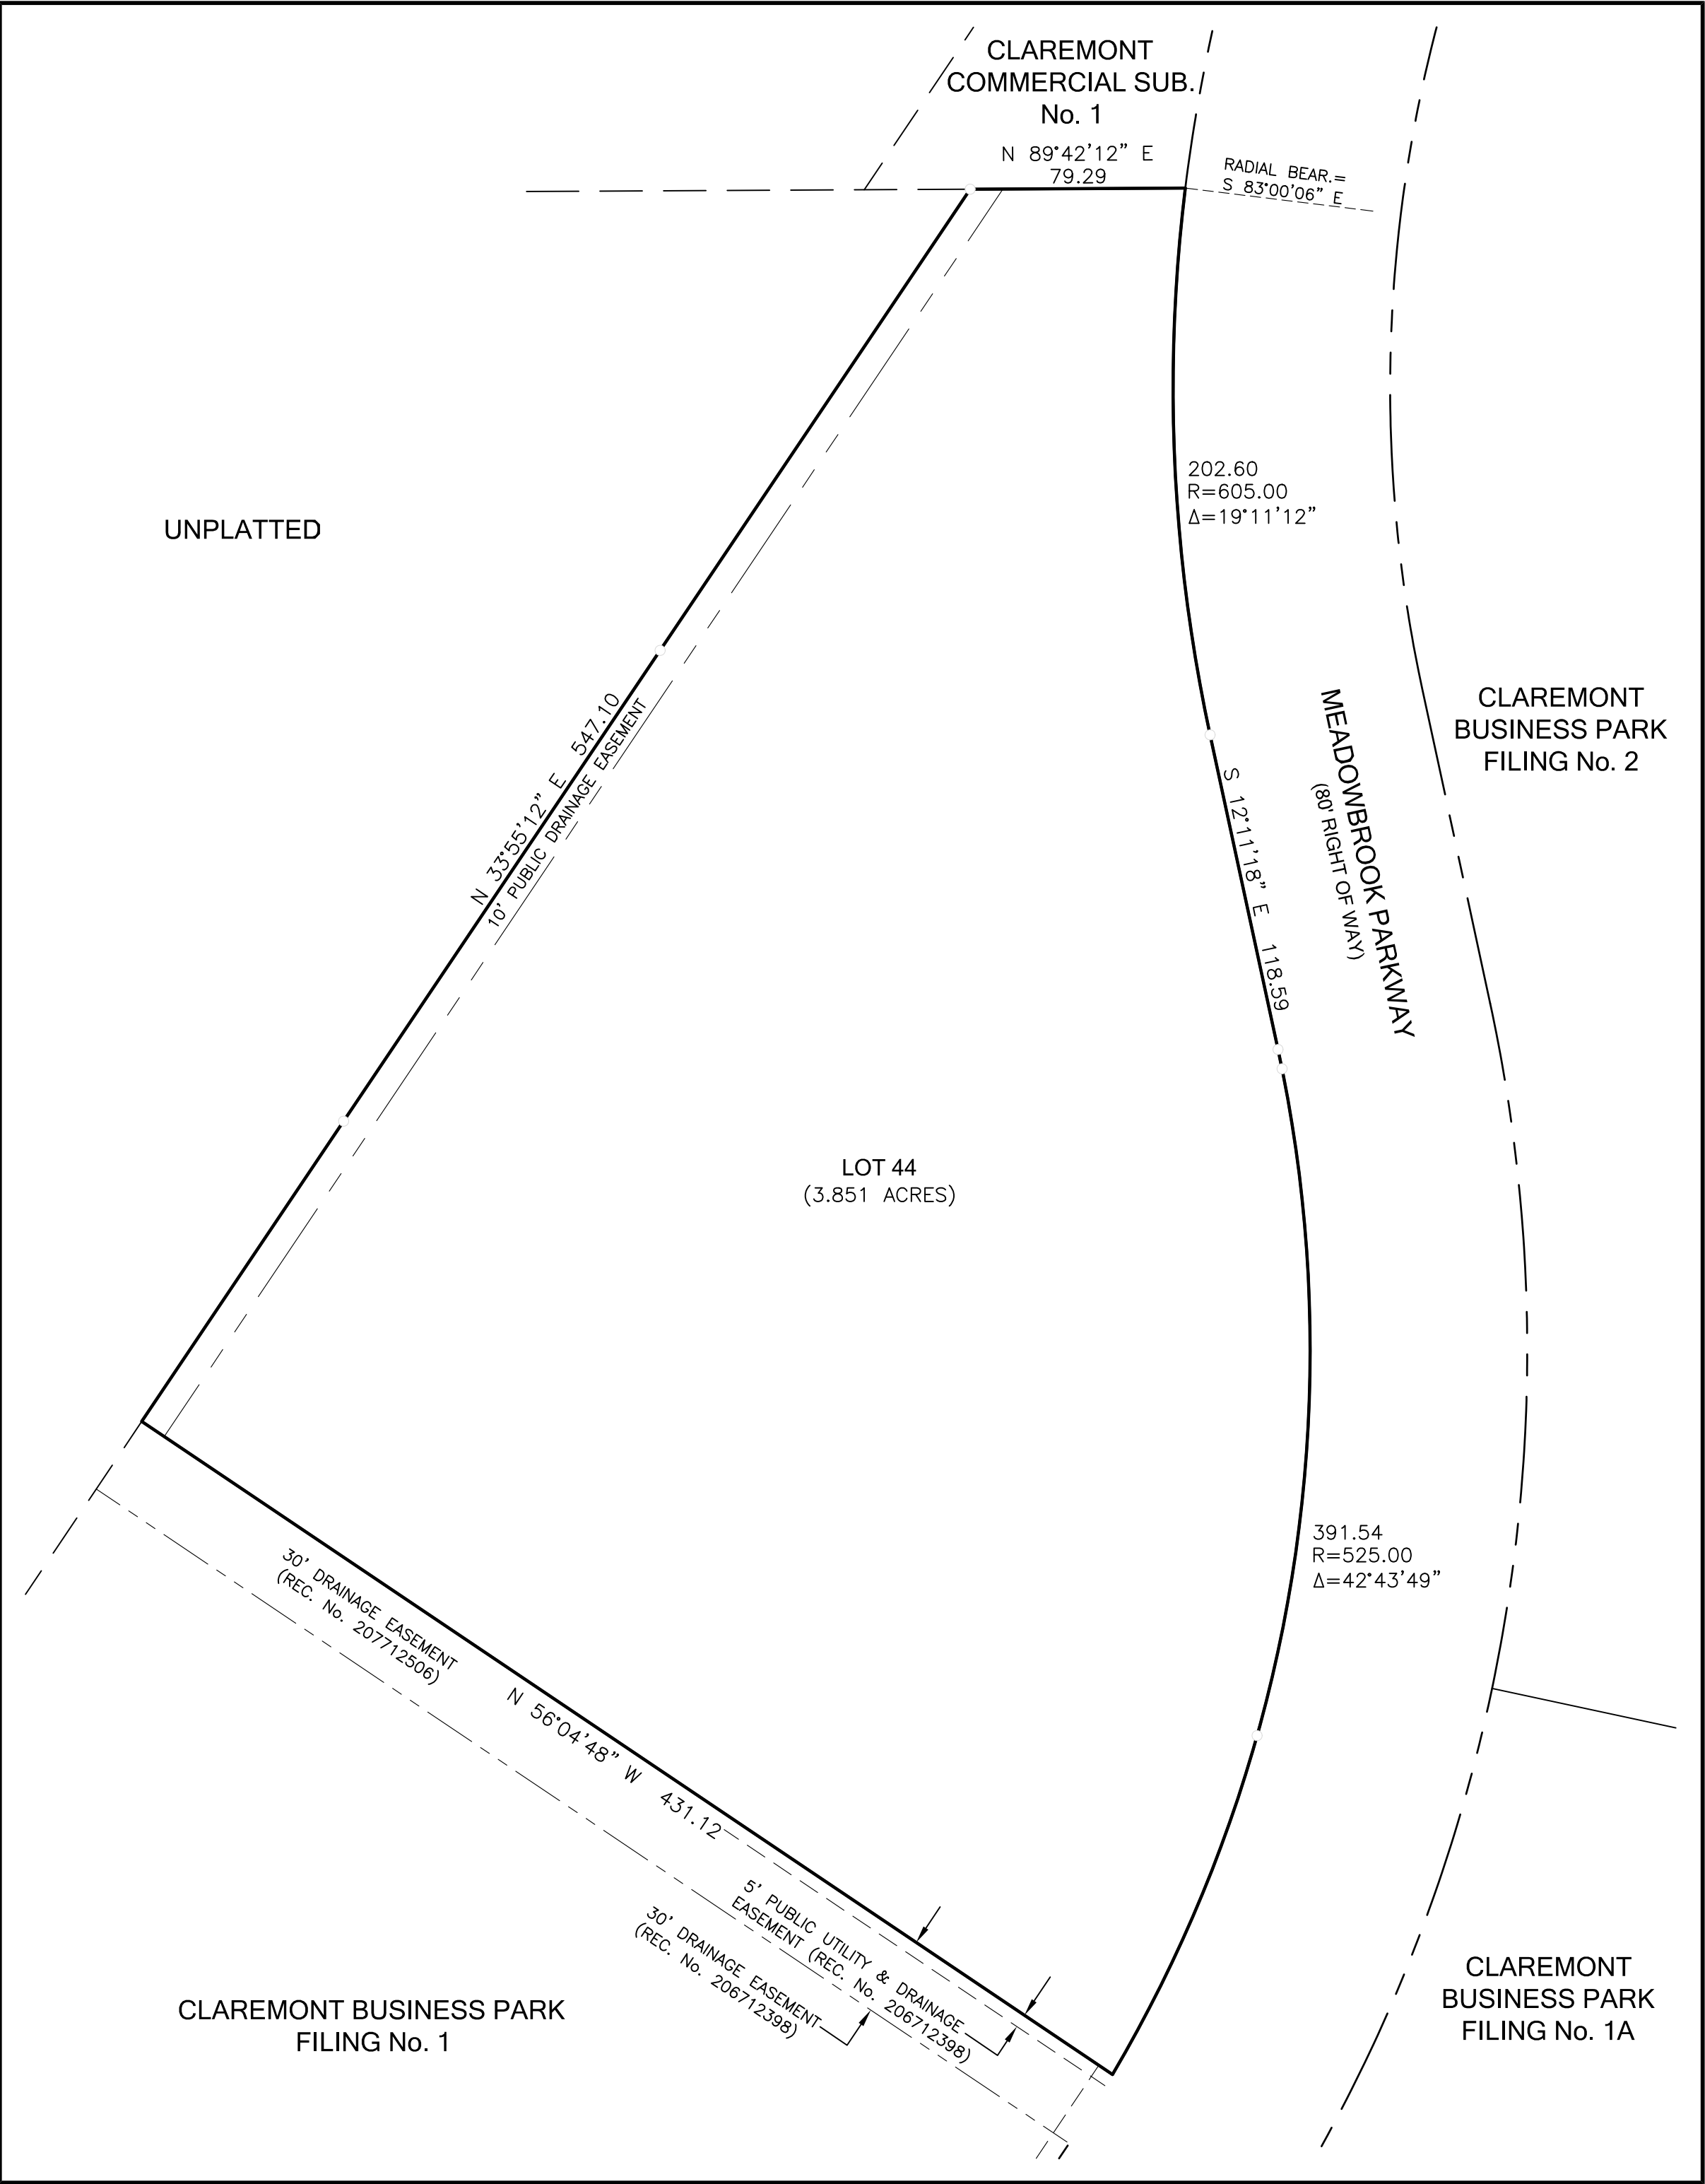 CLAREMONT
COMMERCIAL SUB.
No. 1
N 89°42'12" E
79.29
RADIAL BEAR.=
S 83°00'06" E
202.60
R=605.00
Δ=19°11'12"
UNPLATTED
N 33°55'12" E 547.10
10' PUBLIC DRAINAGE EASEMENT
S 12°11'18" E 118.59
MEADOWBROOK PARKWAY
(80' RIGHT OF WAY)
CLAREMONT
BUSINESS PARK
FILING No. 2
LOT 44
(3.851 ACRES)
391.54
R=525.00
Δ=42°43'49"
30' DRAINAGE EASEMENT
(REC. No. 207712506)
N 56°04'48" W 431.12
5' PUBLIC UTILITY & DRAINAGE
EASEMENT (REC. No. 206712398)
30' DRAINAGE EASEMENT
(REC. No. 206712398)
CLAREMONT BUSINESS PARK
FILING No. 1
CLAREMONT
BUSINESS PARK
FILING No. 1A